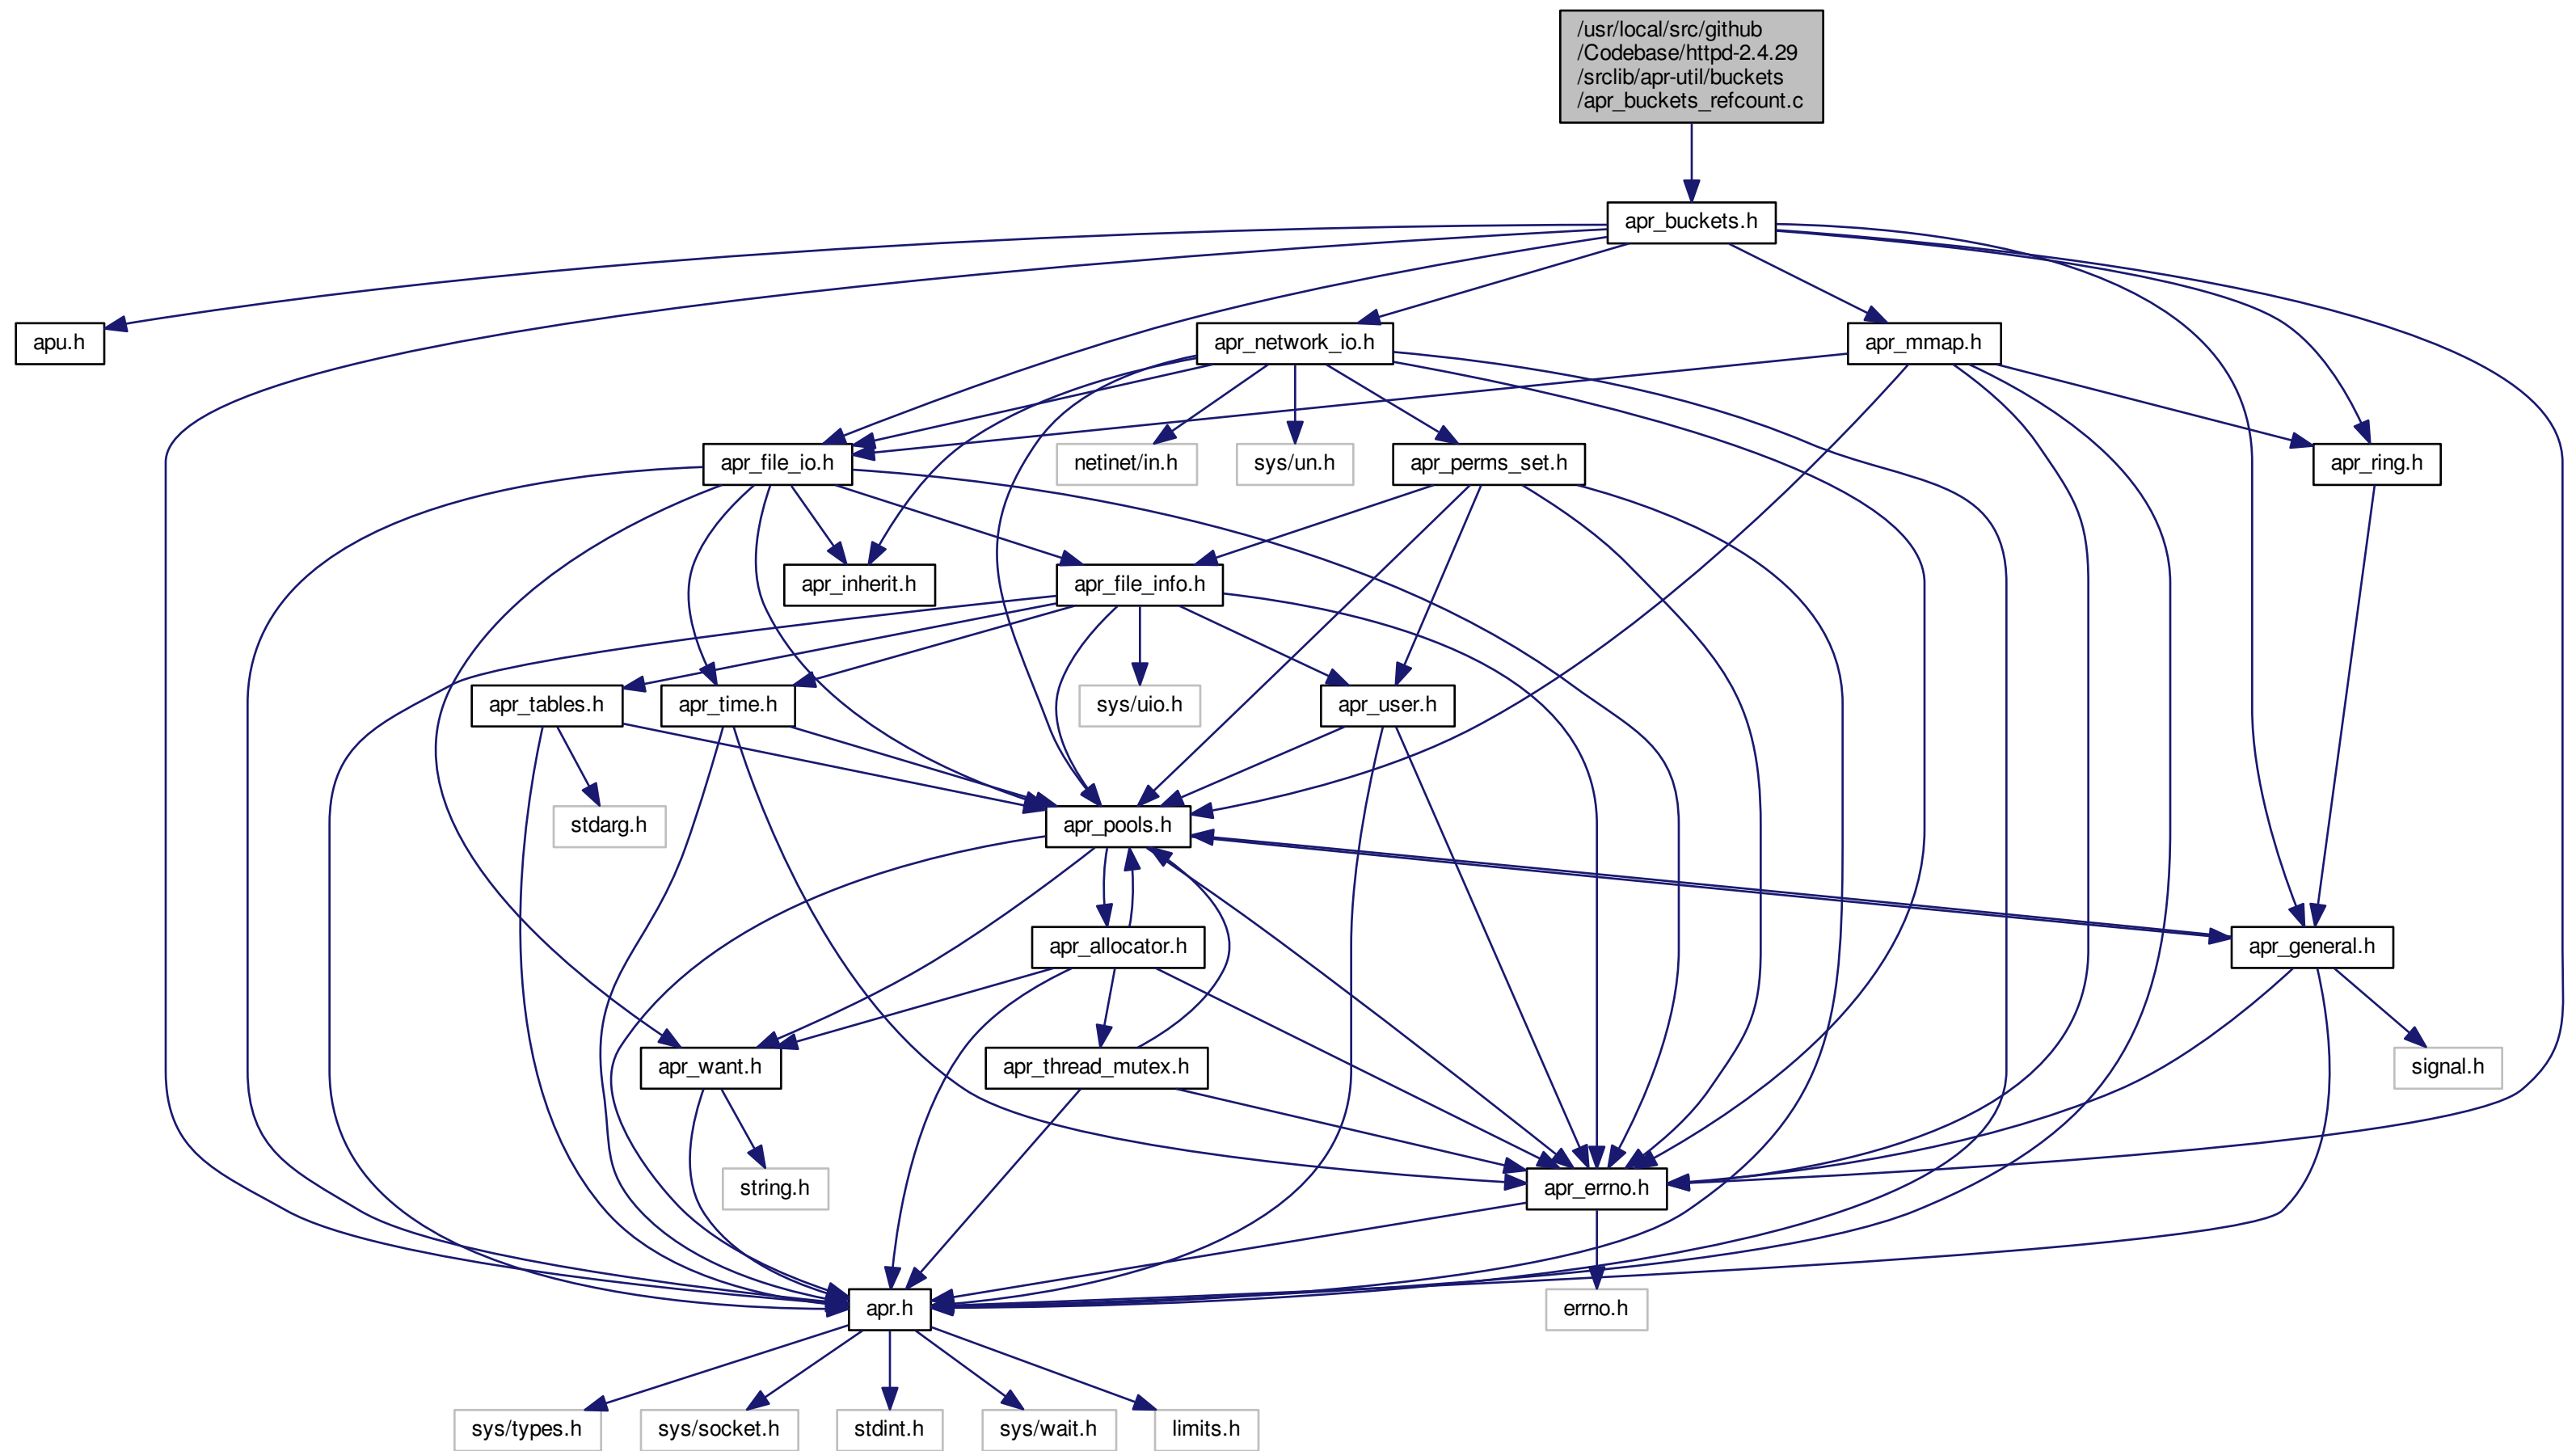 /usr/local/src/github
/Codebase/httpd-2.4.29
/srclib/apr-util/buckets
/apr_buckets_refcount.c
apr_buckets.h
apu.h
apr_network_io.h
apr_mmap.h
apr_file_io.h
netinet/in.h
sys/un.h
apr_perms_set.h
apr_ring.h
apr_inherit.h
apr_file_info.h
apr_tables.h
apr_time.h
sys/uio.h
apr_user.h
stdarg.h
apr_pools.h
apr_allocator.h
apr_general.h
apr_want.h
apr_thread_mutex.h
signal.h
string.h
apr_errno.h
apr.h
errno.h
sys/types.h
sys/socket.h
stdint.h
sys/wait.h
limits.h